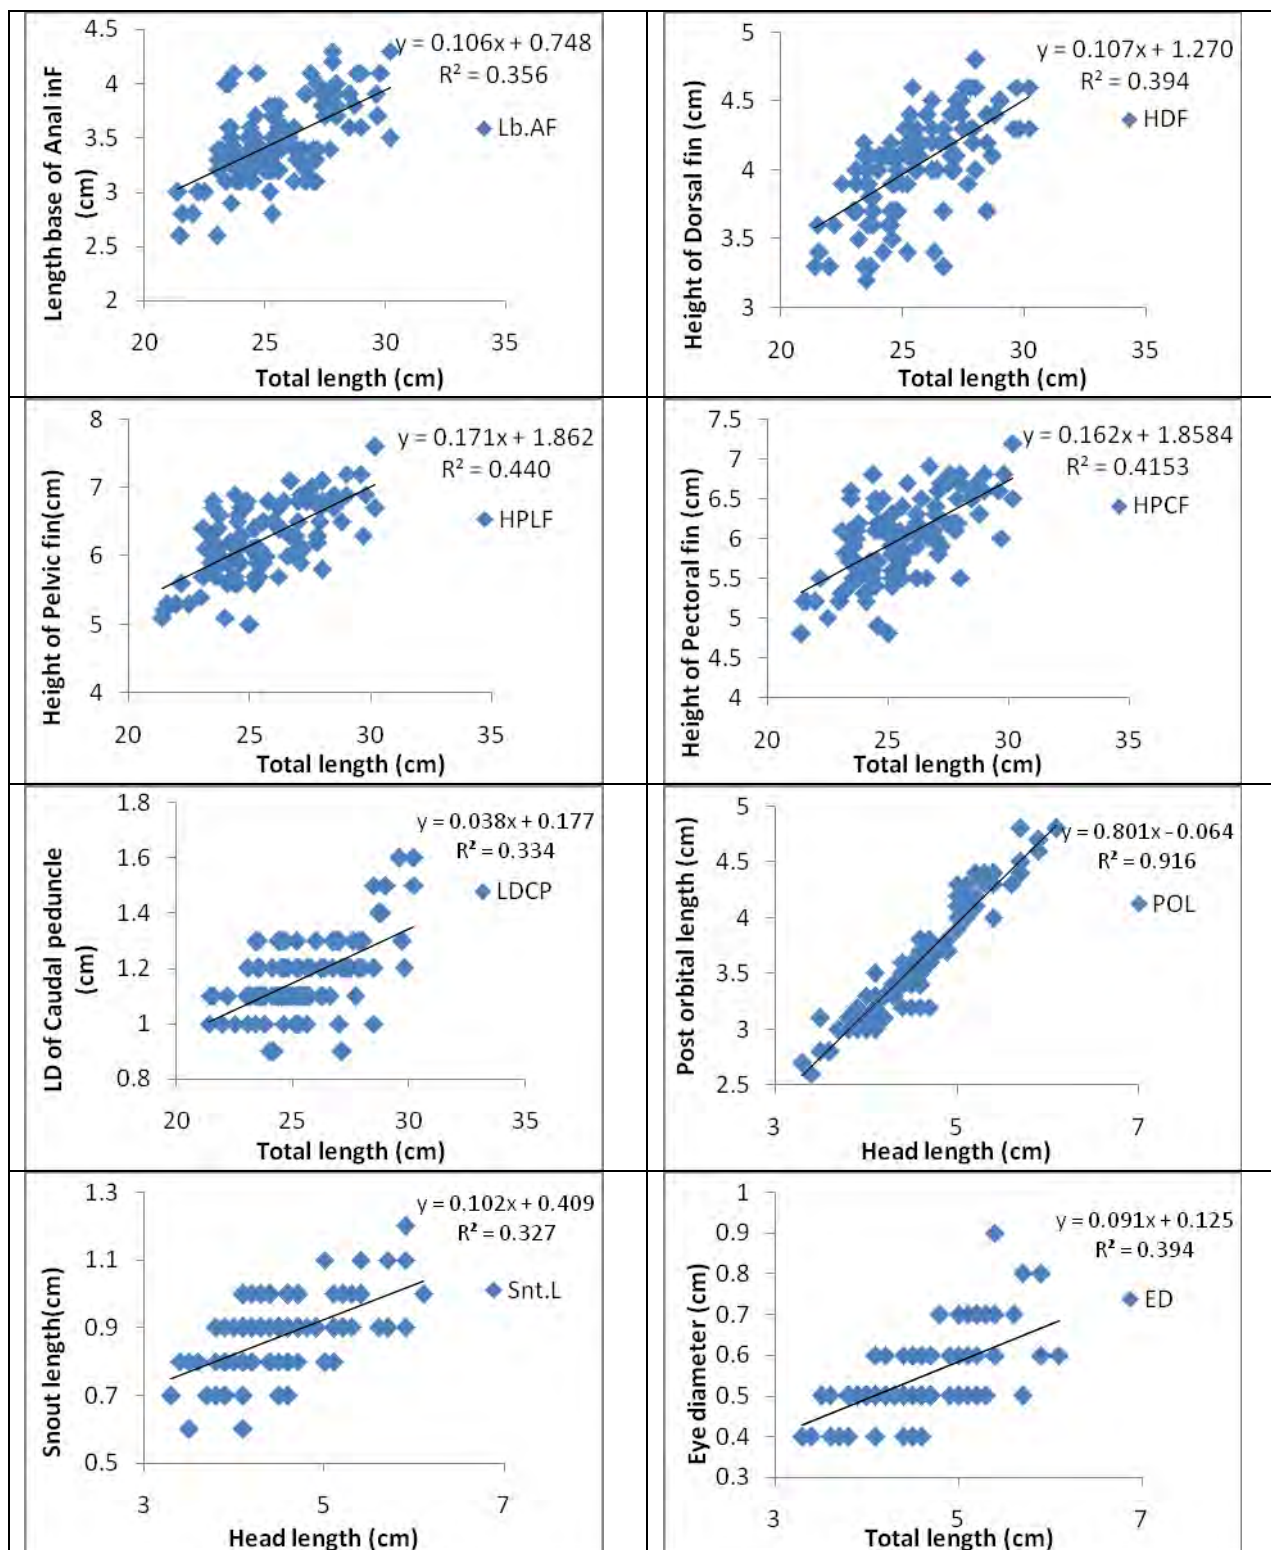 4.5
4
3.5
3
2.5
2
20
25
30
35
Length base of Anal inF
(cm)
Total length (cm)
y = 0.106x + 0.748
R² = 0.356
Lb.AF
5
4.5
4
3.5
3
20
25
30
35
Height of Dorsal fin (cm)
Total length (cm)
y = 0.107x + 1.270
R² = 0.394
HDF
8
7
6
5
4
20
25
30
35
Height of Pelvic fin(cm)
Total length (cm)
y = 0.171x + 1.862
R² = 0.440
HPLF
7.5
7
6.5
6
5.5
5
4.5
4
20
25
30
35
Height of Pectoral fin (cm)
Total length (cm)
y = 0.162x + 1.8584
R² = 0.4153
HPCF
1.8
1.6
1.4
1.2
1
0.8
20
25
30
35
LD of Caudal peduncle
(cm)
Total length (cm)
y = 0.038x + 0.177
R² = 0.334
LDCP
5
4.5
4
3.5
3
2.5
3
5
7
Post orbital length (cm)
Head length (cm)
y = 0.801x - 0.064
R² = 0.916
POL
1.3
1.1
0.9
0.7
0.5
3
5
7
Snout length(cm)
Head length (cm)
y = 0.102x + 0.409
R² = 0.327
Snt.L
1
0.9
0.8
0.7
0.6
0.5
0.4
0.3
3
5
7
Eye diameter (cm)
Total length (cm)
y = 0.091x + 0.125
R² = 0.394
ED